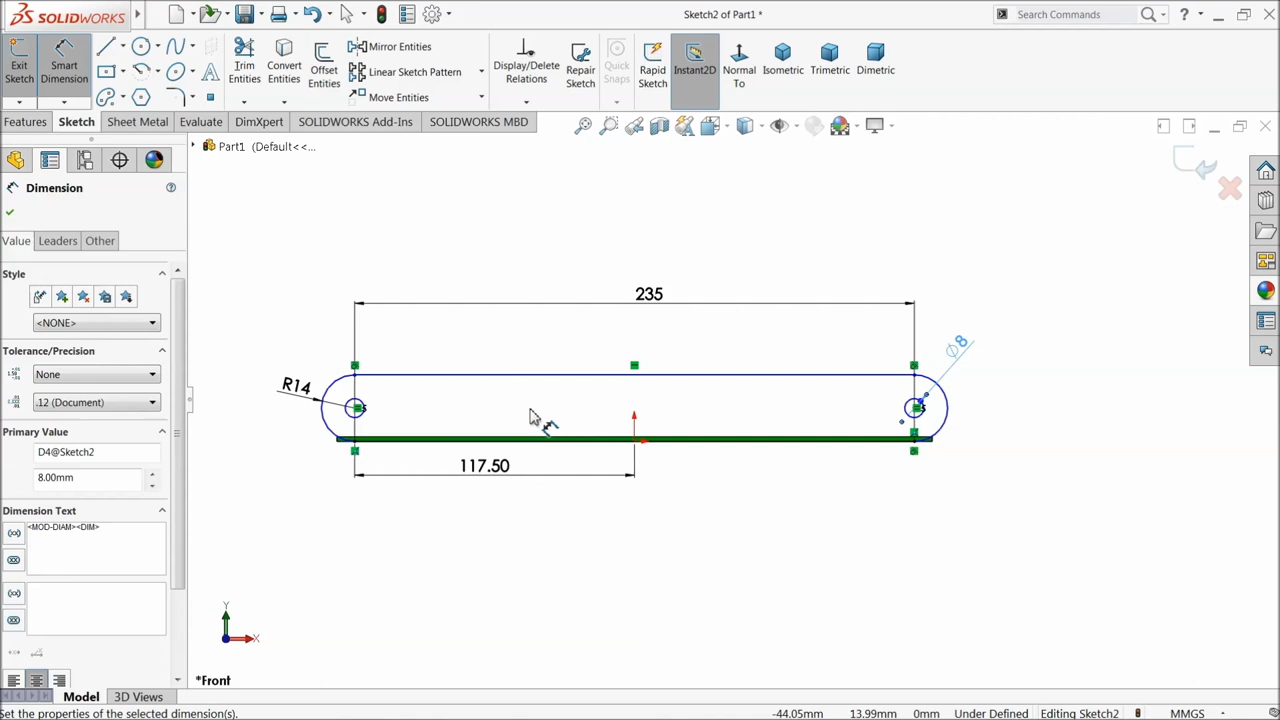 SOLIDWORKS
Sketch2 of Part1 *
Search Commands
?
Exit Sketch
Smart Dimension
Trim Entities
Convert Entities
Offset Entities
Mirror Entities
Linear Sketch Pattern
Move Entities
Display/Delete Relations
Repair Sketch
Quick Snaps
Rapid Sketch
Instant2D
Normal To
Isometric
Trimetric
Dimetric
Features
Sketch
Sheet Metal
Evaluate
DimXpert
SOLIDWORKS Add-Ins
SOLIDWORKS MBD
Part1 (Default<<...
Dimension
Value
Leaders
Other
Style
<NONE>
Tolerance/Precision
None
.12 (Document)
Primary Value
D4@Sketch2
8.00mm
Dimension Text
<MOD-DIAM><DIM>
235
R14
∅8
117.50
Y
X
*Front
Model
3D Views
Set the properties of the selected dimension(s).
-44.05mm
13.99mm
0mm
Under Defined
Editing Sketch2
MMGS